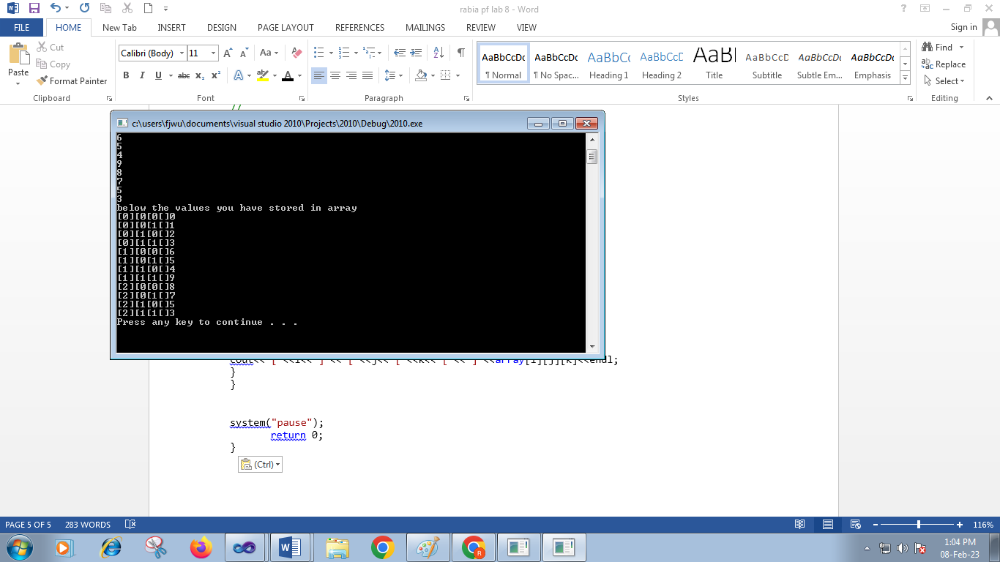 rabia pf lab 8 - Word
FILE HOME New Tab INSERT DESIGN PAGE LAYOUT REFERENCES MAILINGS REVIEW VIEW Sign in
Paste
Cut
Copy
Format Painter
Clipboard
Calibri (Body) 11
Aa
B I U abc x₂ x²
Font
Paragraph
AaBbCcDc AaBbCcDc AaBbCc AaBbCcD AaBl AaBbCcD AaBbCcDc AaBbCcDc
¶ Normal ¶ No Spac... Heading 1 Heading 2 Title Subtitle Subtle Em... Emphasis
Styles
Find
Replace
Select
Editing
//
c:\users\fjwu\documents\visual studio 2010\Projects\2010\Debug\2010.exe
6
5
4
9
8
7
5
3
below the values you have stored in array
[0][0[0[]0
[0][0[1[]1
[0][1[0[]2
[0][1[1[]3
[1][0[0[]6
[1][0[1[]5
[1][1[0[]4
[1][1[1[]9
[2][0[0[]8
[2][0[1[]7
[2][1[0[]5
[2][1[1[]3
Press any key to continue . . .
cout<<"["<<i<<"]"<<"["<<j<<"["<<k<<"["<<"]"<<array[i][j][k]<<endl;
}
}
system("pause");
return 0;
}
(Ctrl)
PAGE 5 OF 5 283 WORDS 116%
1:04 PM
08-Feb-23